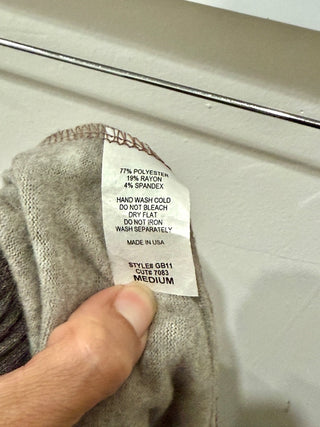 77% POLYESTER
19% RAYON
4% SPANDEX
HAND WASH COLD
DO NOT BLEACH
DRY FLAT
DO NOT IRON
WASH SEPARATELY
MADE IN USA
STYLE# GB11
CUT# 7083
MEDIUM